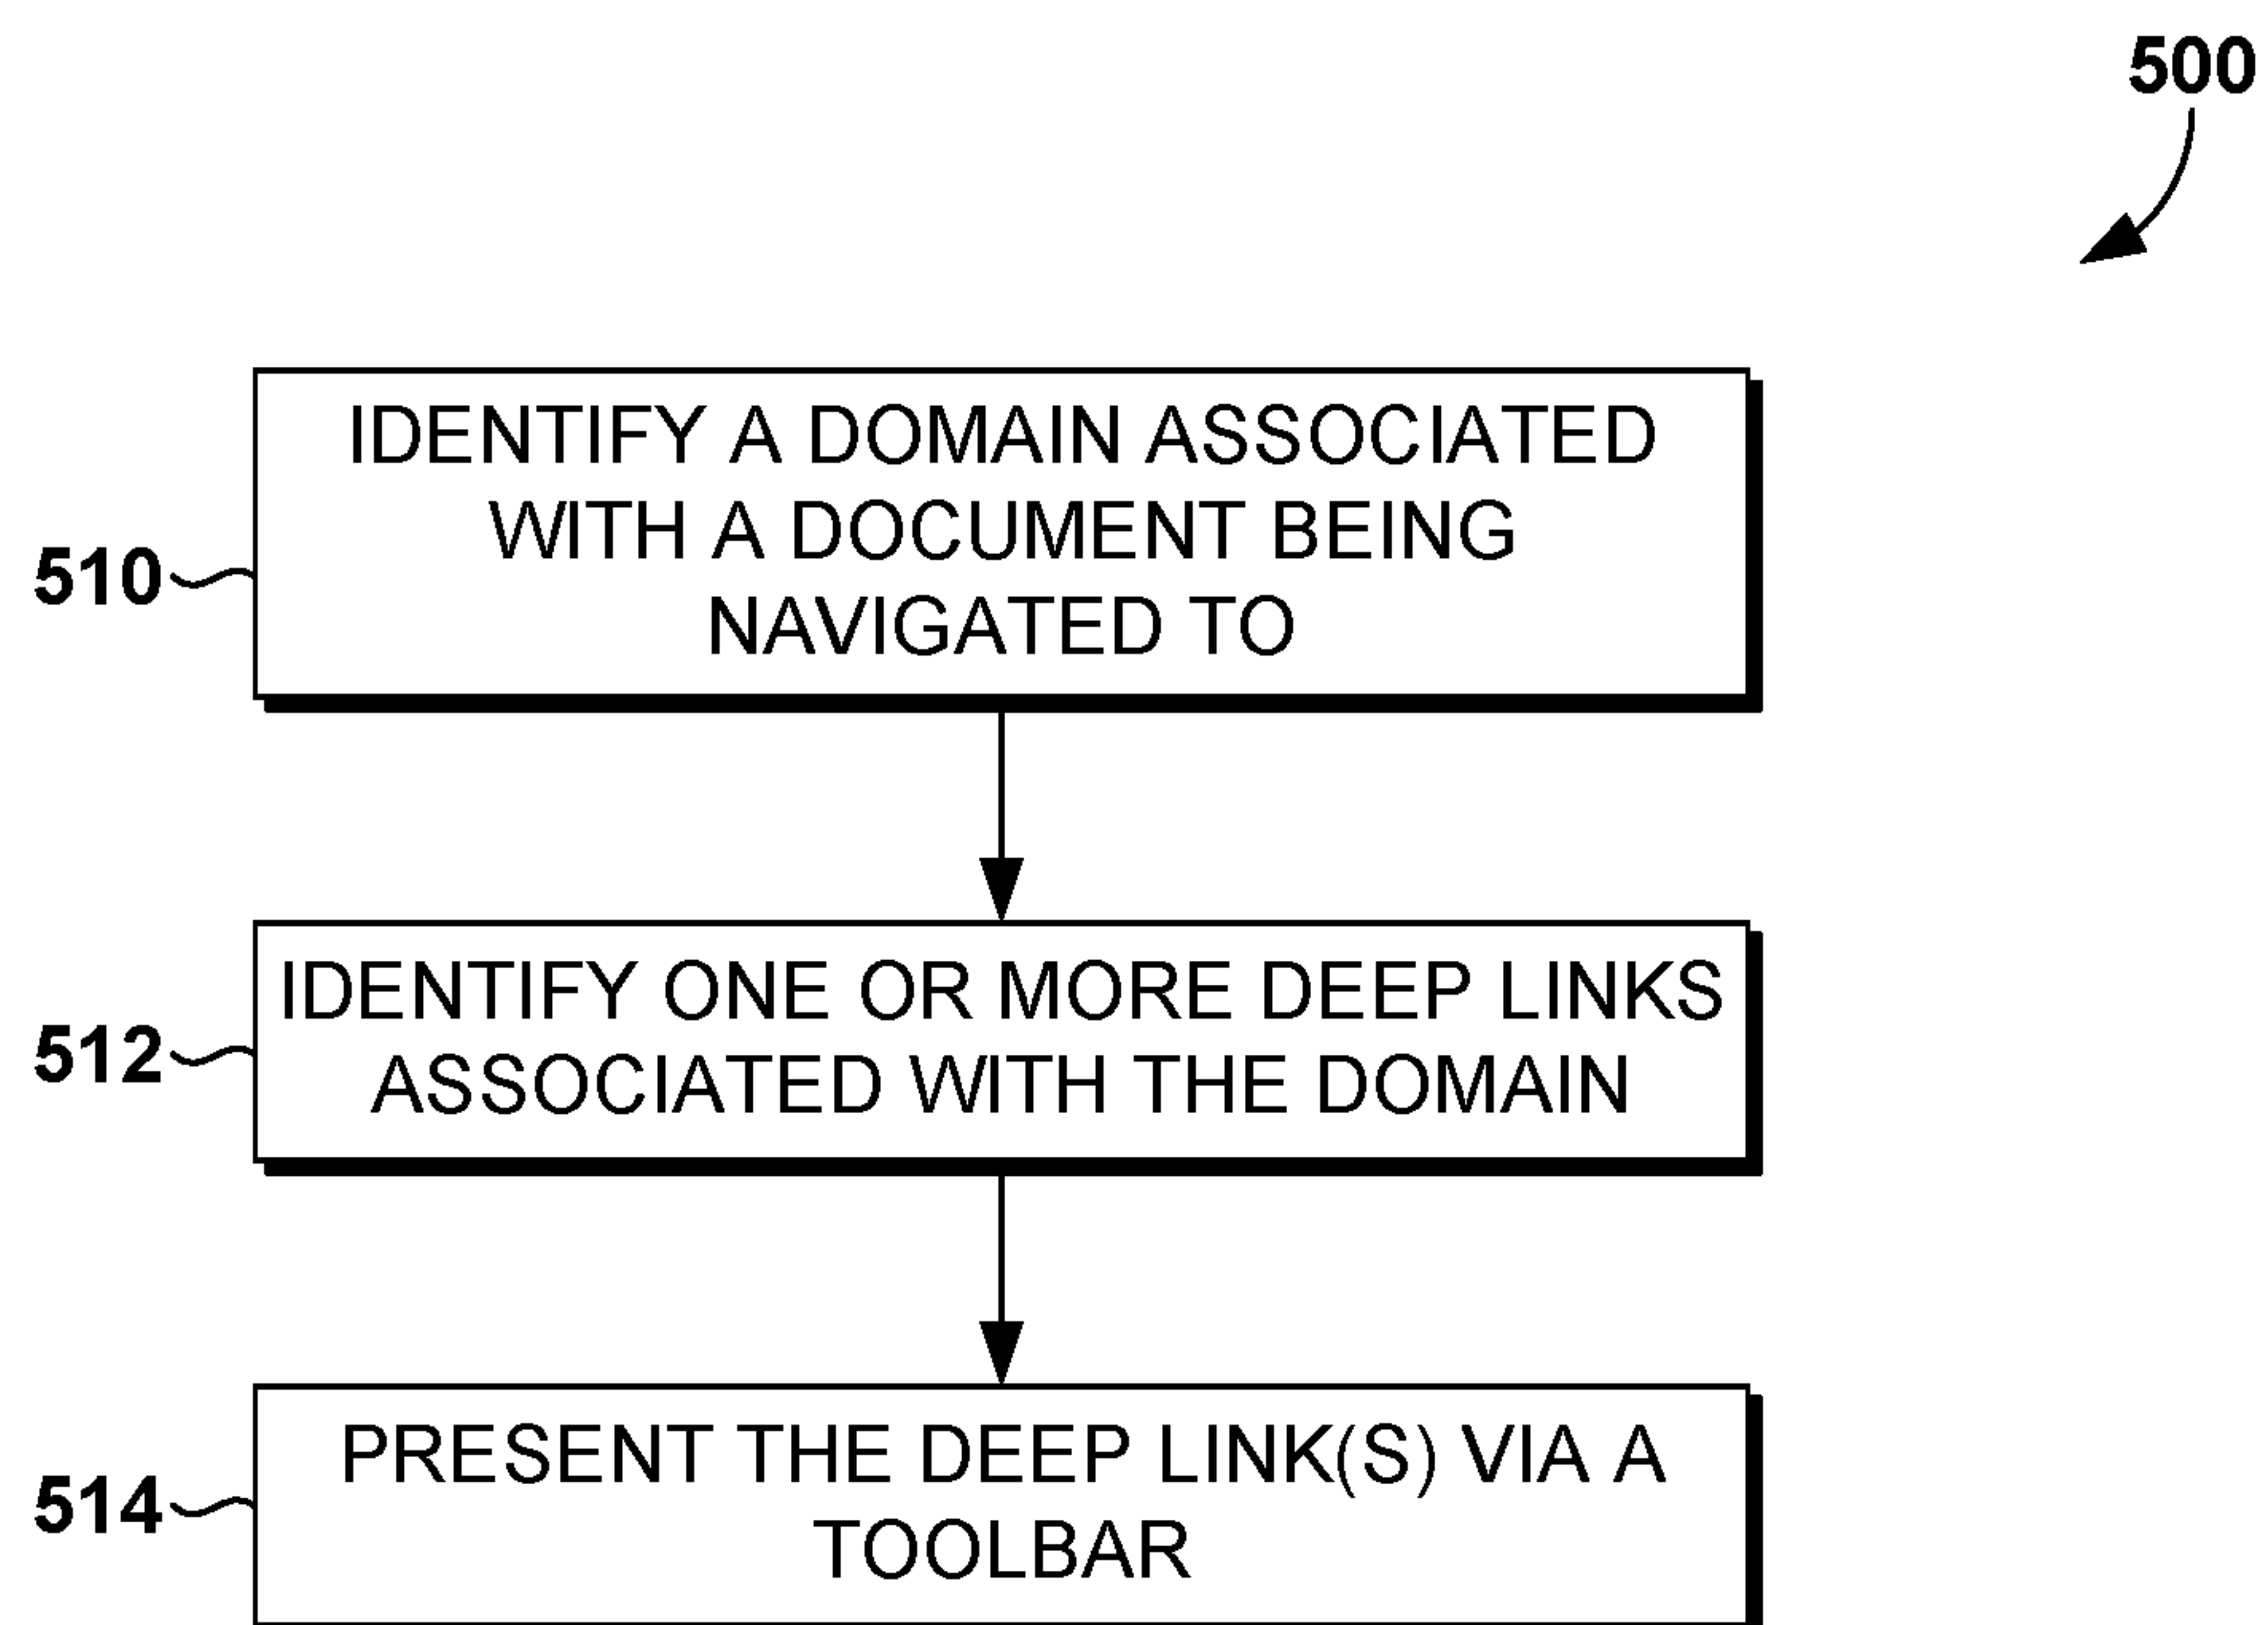 500
IDENTIFY A DOMAIN ASSOCIATED
WITH A DOCUMENT BEING
NAVIGATED TO
510
IDENTIFY ONE OR MORE DEEP LINKS
ASSOCIATED WITH THE DOMAIN
512
PRESENT THE DEEP LINK(S) VIA A
TOOLBAR
514